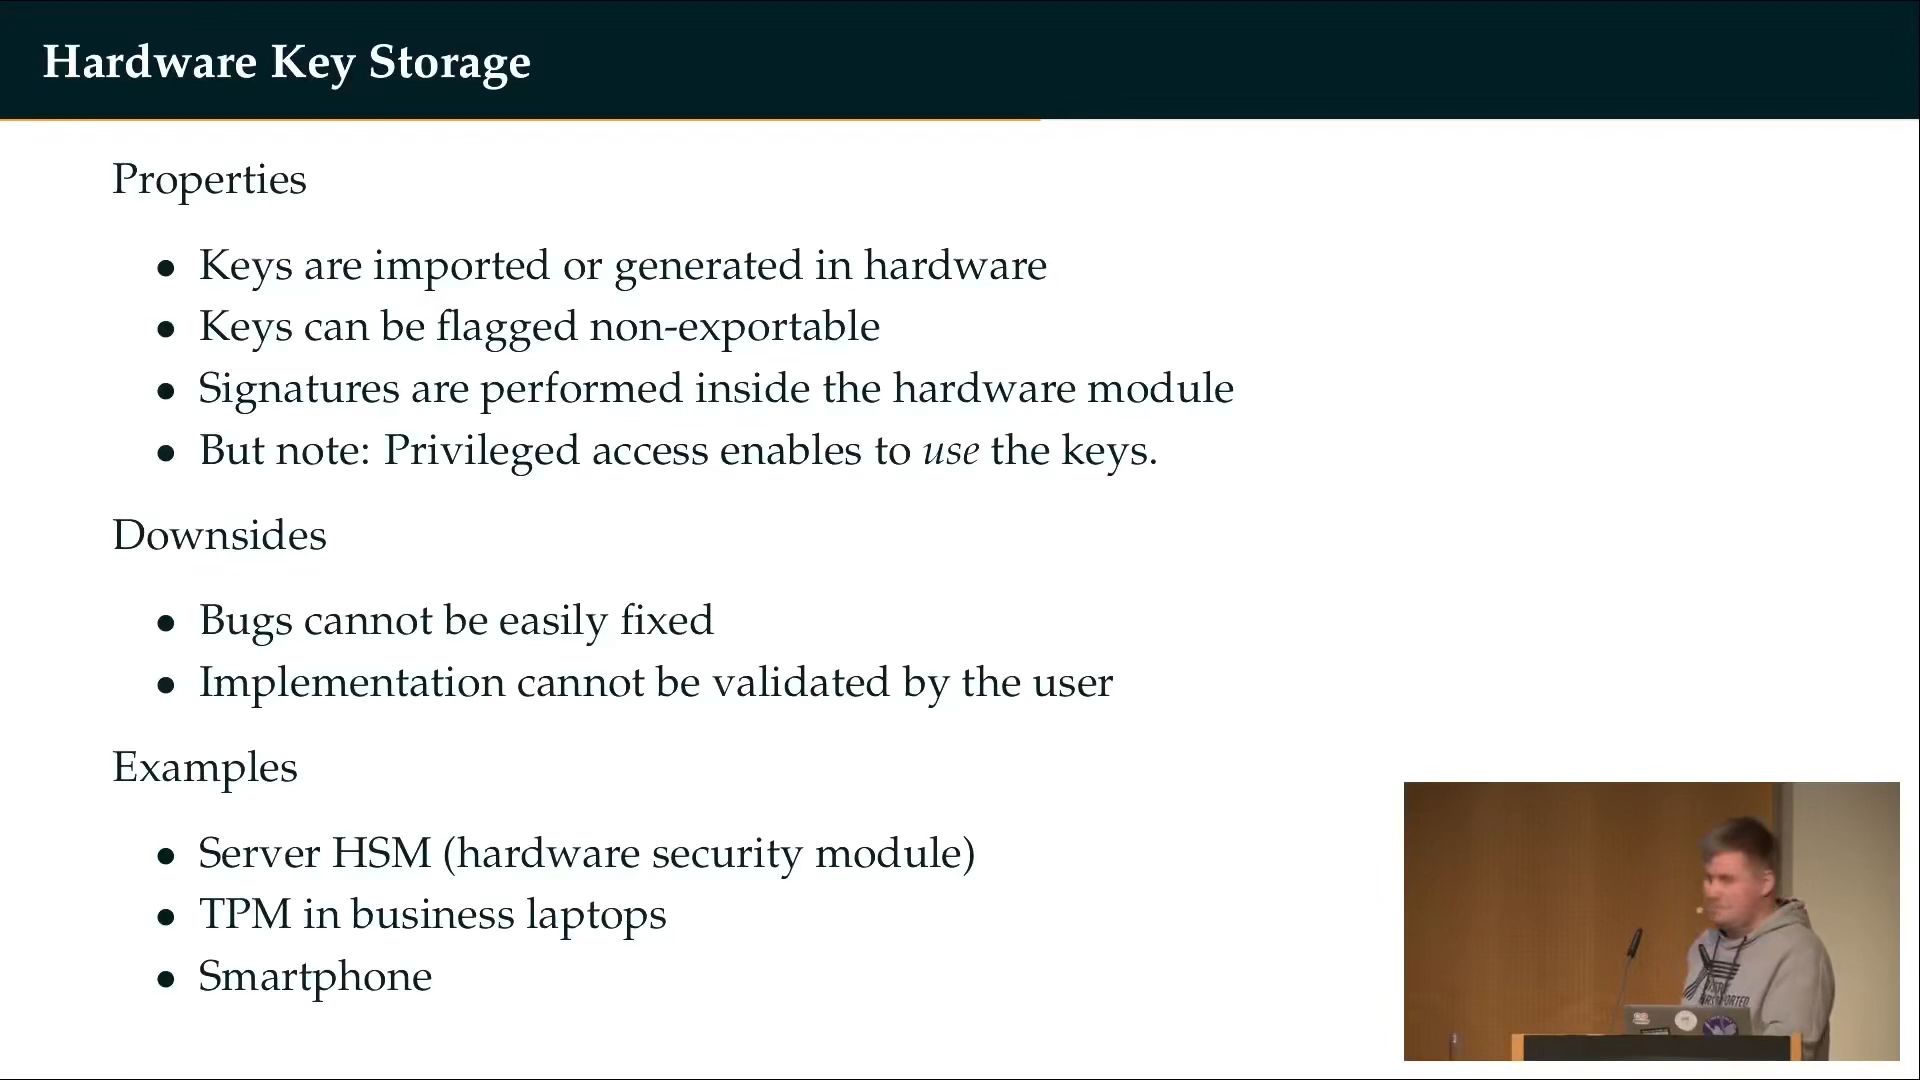 Hardware Key Storage
Properties
• Keys are imported or generated in hardware
• Keys can be flagged non-exportable
• Signatures are performed inside the hardware module
• But note: Privileged access enables to use the keys.
Downsides
• Bugs cannot be easily fixed
• Implementation cannot be validated by the user
Examples
• Server HSM (hardware security module)
• TPM in business laptops
• Smartphone